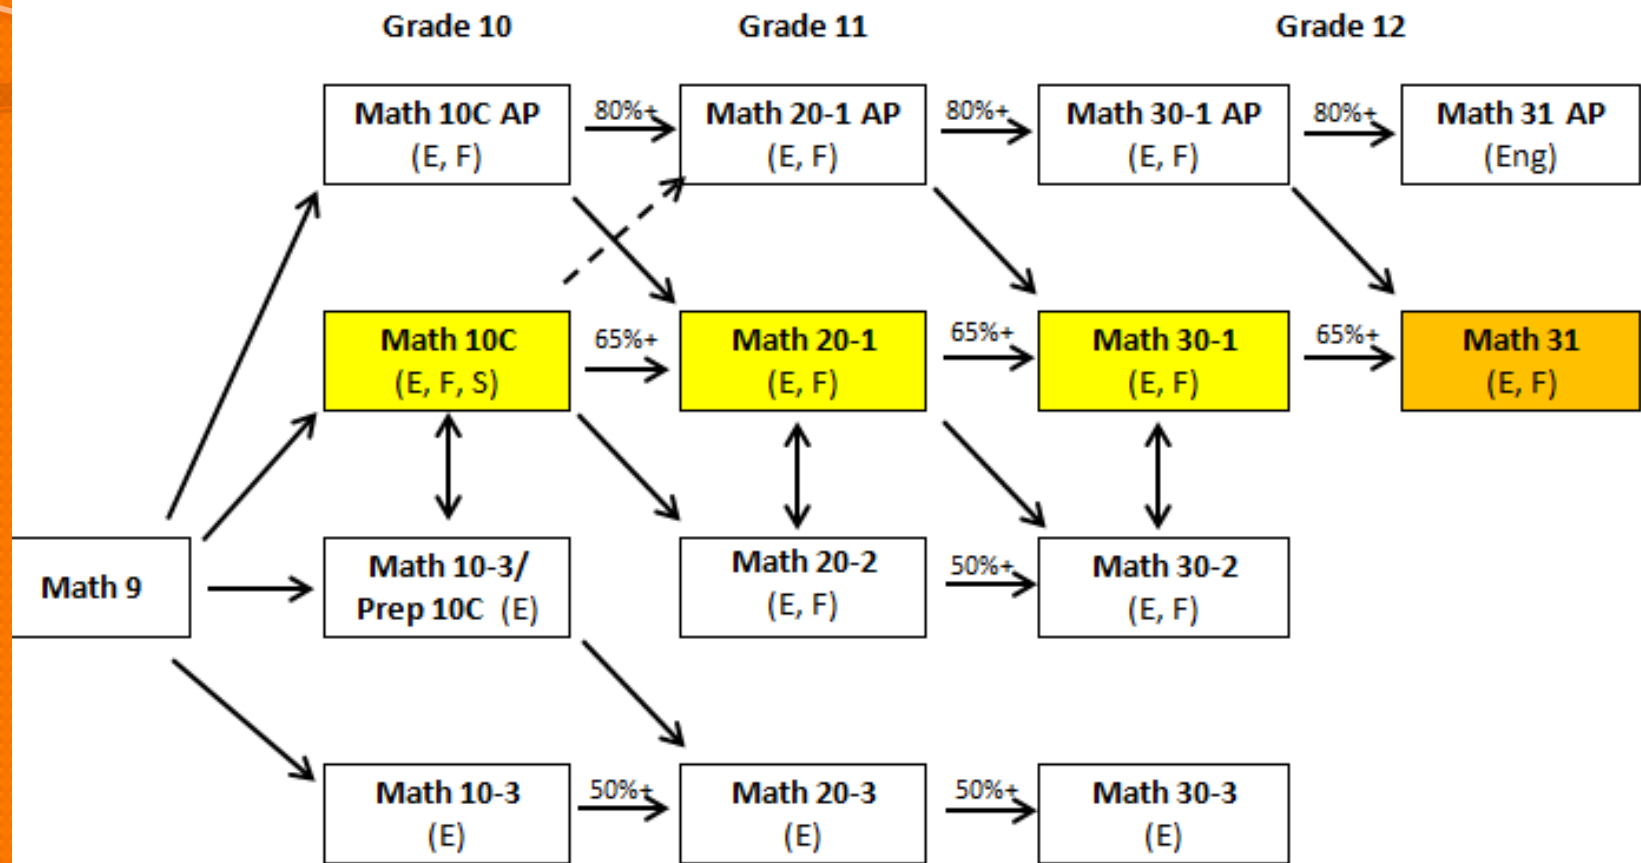 Grade 10
Grade 11
Grade 12
Math 10C AP
(E, F)
80%+
Math 20-1 AP
(E, F)
80%+
Math 30-1 AP
(E, F)
80%+
Math 31 AP
(Eng)
Math 10C
(E, F, S)
65%+
Math 20-1
(E, F)
65%+
Math 30-1
(E, F)
65%+
Math 31
(E, F)
Math 9
Math 10-3/
Prep 10C (E)
Math 20-2
(E, F)
50%+
Math 30-2
(E, F)
Math 10-3
(E)
50%+
Math 20-3
(E)
50%+
Math 30-3
(E)